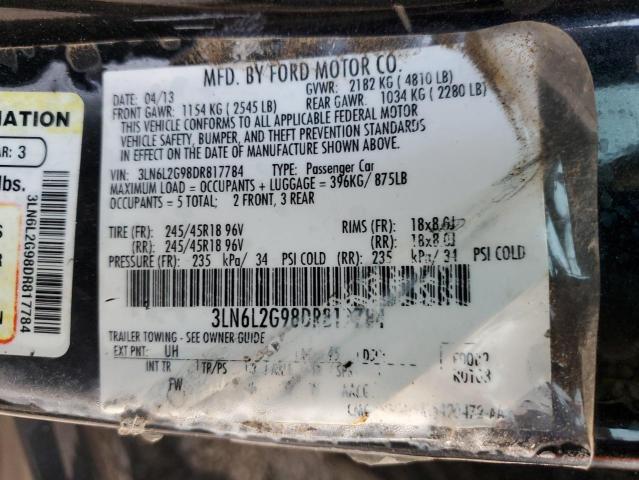 MFD. BY FORD MOTOR CO.
DATE: 04/13
GVWR: 2182 KG ( 4810 LB)
FRONT GAWR: 1154 KG ( 2545 LB)
REAR GAWR: 1034 KG ( 2280 LB)
THIS VEHICLE CONFORMS TO ALL APPLICABLE FEDERAL MOTOR
VEHICLE SAFETY, BUMPER, AND THEFT PREVENTION STANDARDS
IN EFFECT ON THE DATE OF MANUFACTURE SHOWN ABOVE.
VIN: 3LN6L2G98DR817784 TYPE: Passenger Car
MAXIMUM LOAD = OCCUPANTS + LUGGAGE = 396KG/875LB
OCCUPANTS = 5 TOTAL; 2 FRONT, 3 REAR
TIRE (FR): 245/45R18 96V RIMS (FR): 18x8.0J
(RR): 245/45R18 96V (RR): 18x8.0J
PRESSURE (FR): 235 kPa/ 34 PSI COLD (RR): 235 kPa/ 34 PSI COLD
3LN6L2G98DR817784
TRAILER TOWING - SEE OWNER GUIDE
EXT PNT: UH
INT TR TP/PS
FW
MATION
AR: 3
lbs.
S
R
N
3LN6L2G98DR817784